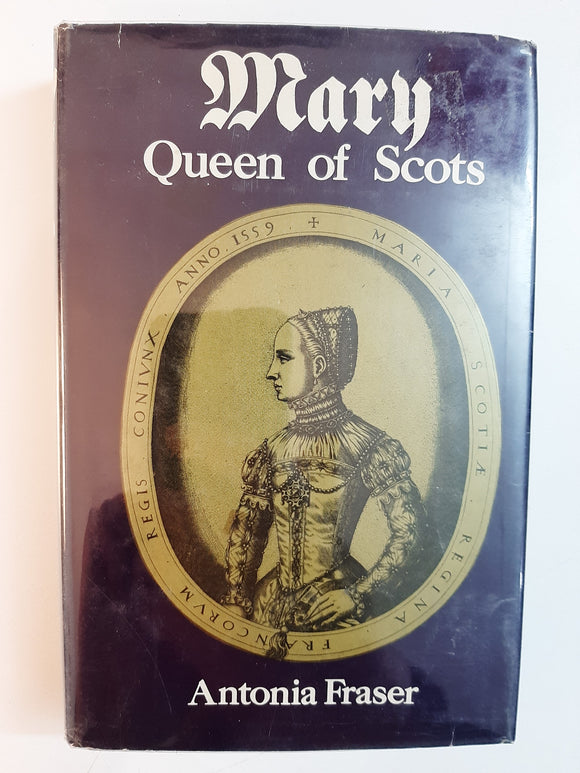 Mary
Queen of Scots
+ MARIA SCOTIÆ REGINA FRANCORVM REGIS CONIVNX ANNO. 1559
Antonia Fraser